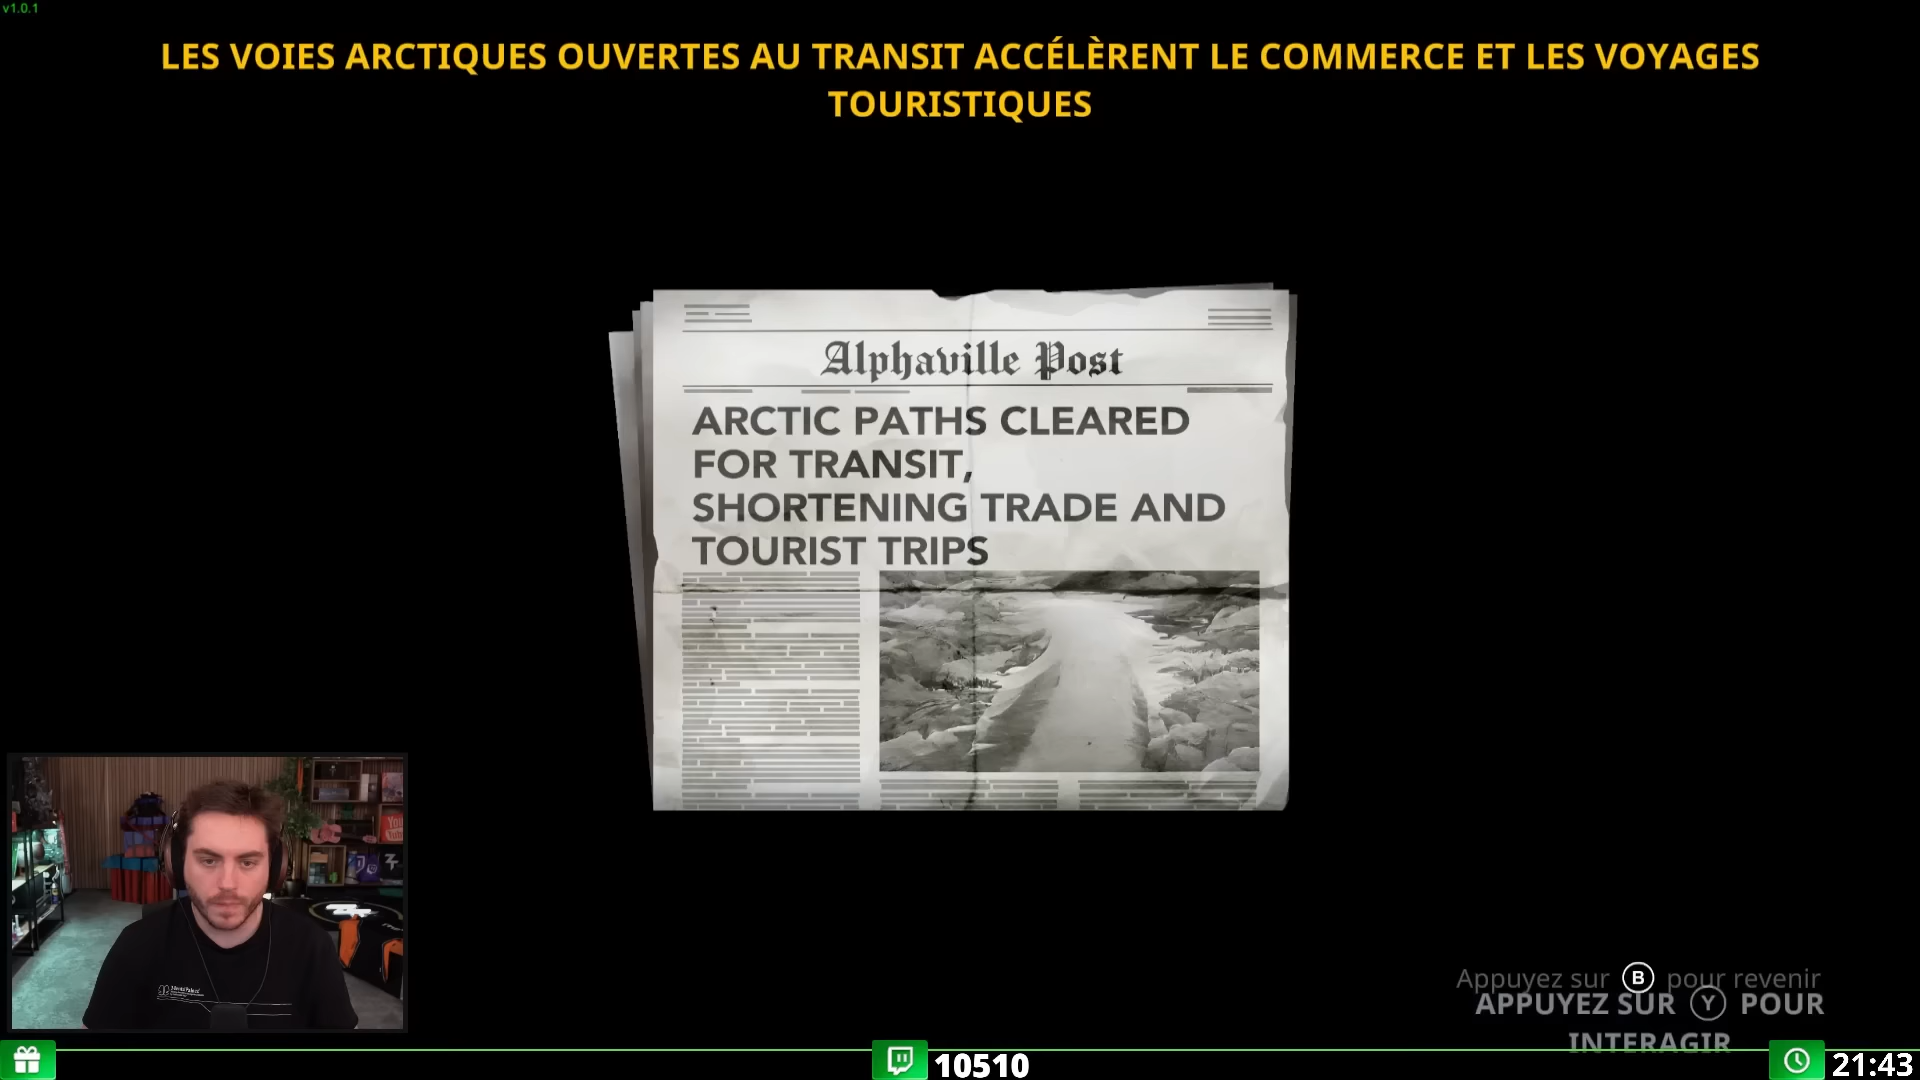 v1.0.1
LES VOIES ARCTIQUES OUVERTES AU TRANSIT ACCÉLÈRENT LE COMMERCE ET LES VOYAGES
TOURISTIQUES
Alphaville Post
ARCTIC PATHS CLEARED
FOR TRANSIT,
SHORTENING TRADE AND
TOURIST TRIPS
Appuyez sur B pour revenir
APPUYEZ SUR Y POUR
INTERAGIR
10510
21:43